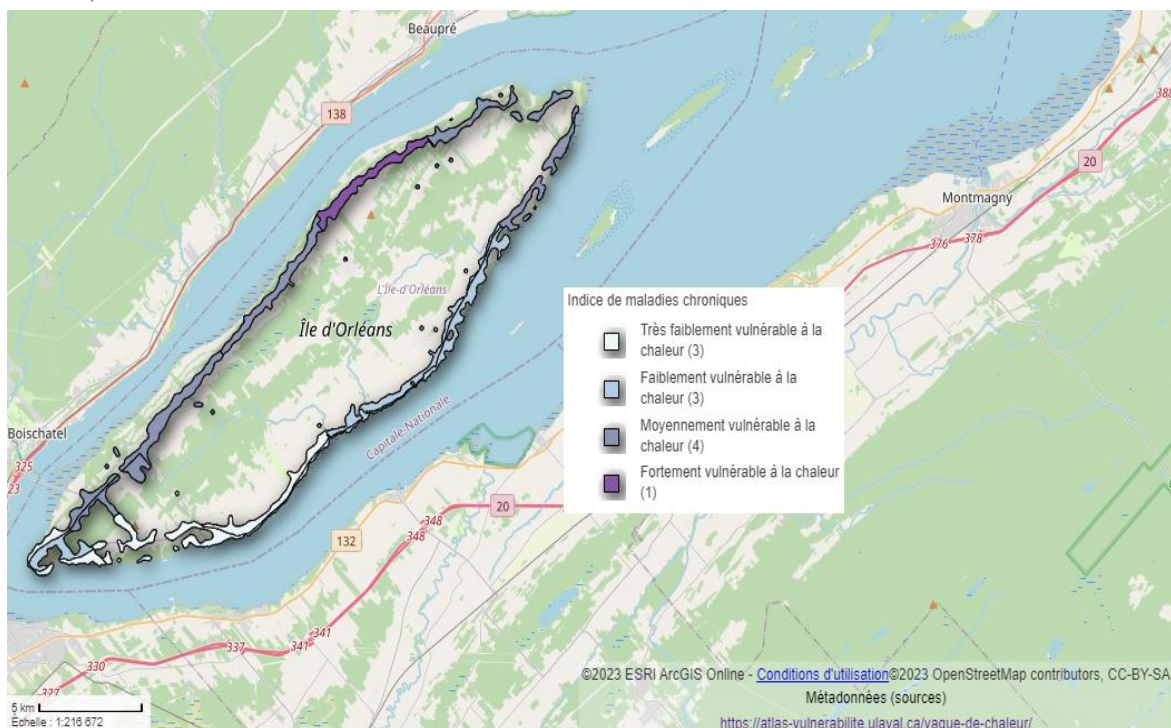 Beaupré
138
388
20
Montmagny
376
378
L'Île-d'Orléans
Indice de maladies chroniques
Très faiblement vulnérable à la
chaleur (3)
Île d'Orléans
Faiblement vulnérable à la
chaleur (3)
Capitale-Nationale
Moyennement vulnérable à la
chaleur (4)
Boischatel
325
Fortement vulnérable à la chaleur
(1)
23
20
348
348
132
341
341
337
330
327
©2023 ESRI ArcGIS Online - Conditions d'utilisation©2023 OpenStreetMap contributors, CC-BY-SA
Métadonnées (sources)
5 km
Échelle : 1:216 672
https://atlas-vulnerabilite.ulaval.ca/vague-de-chaleur/